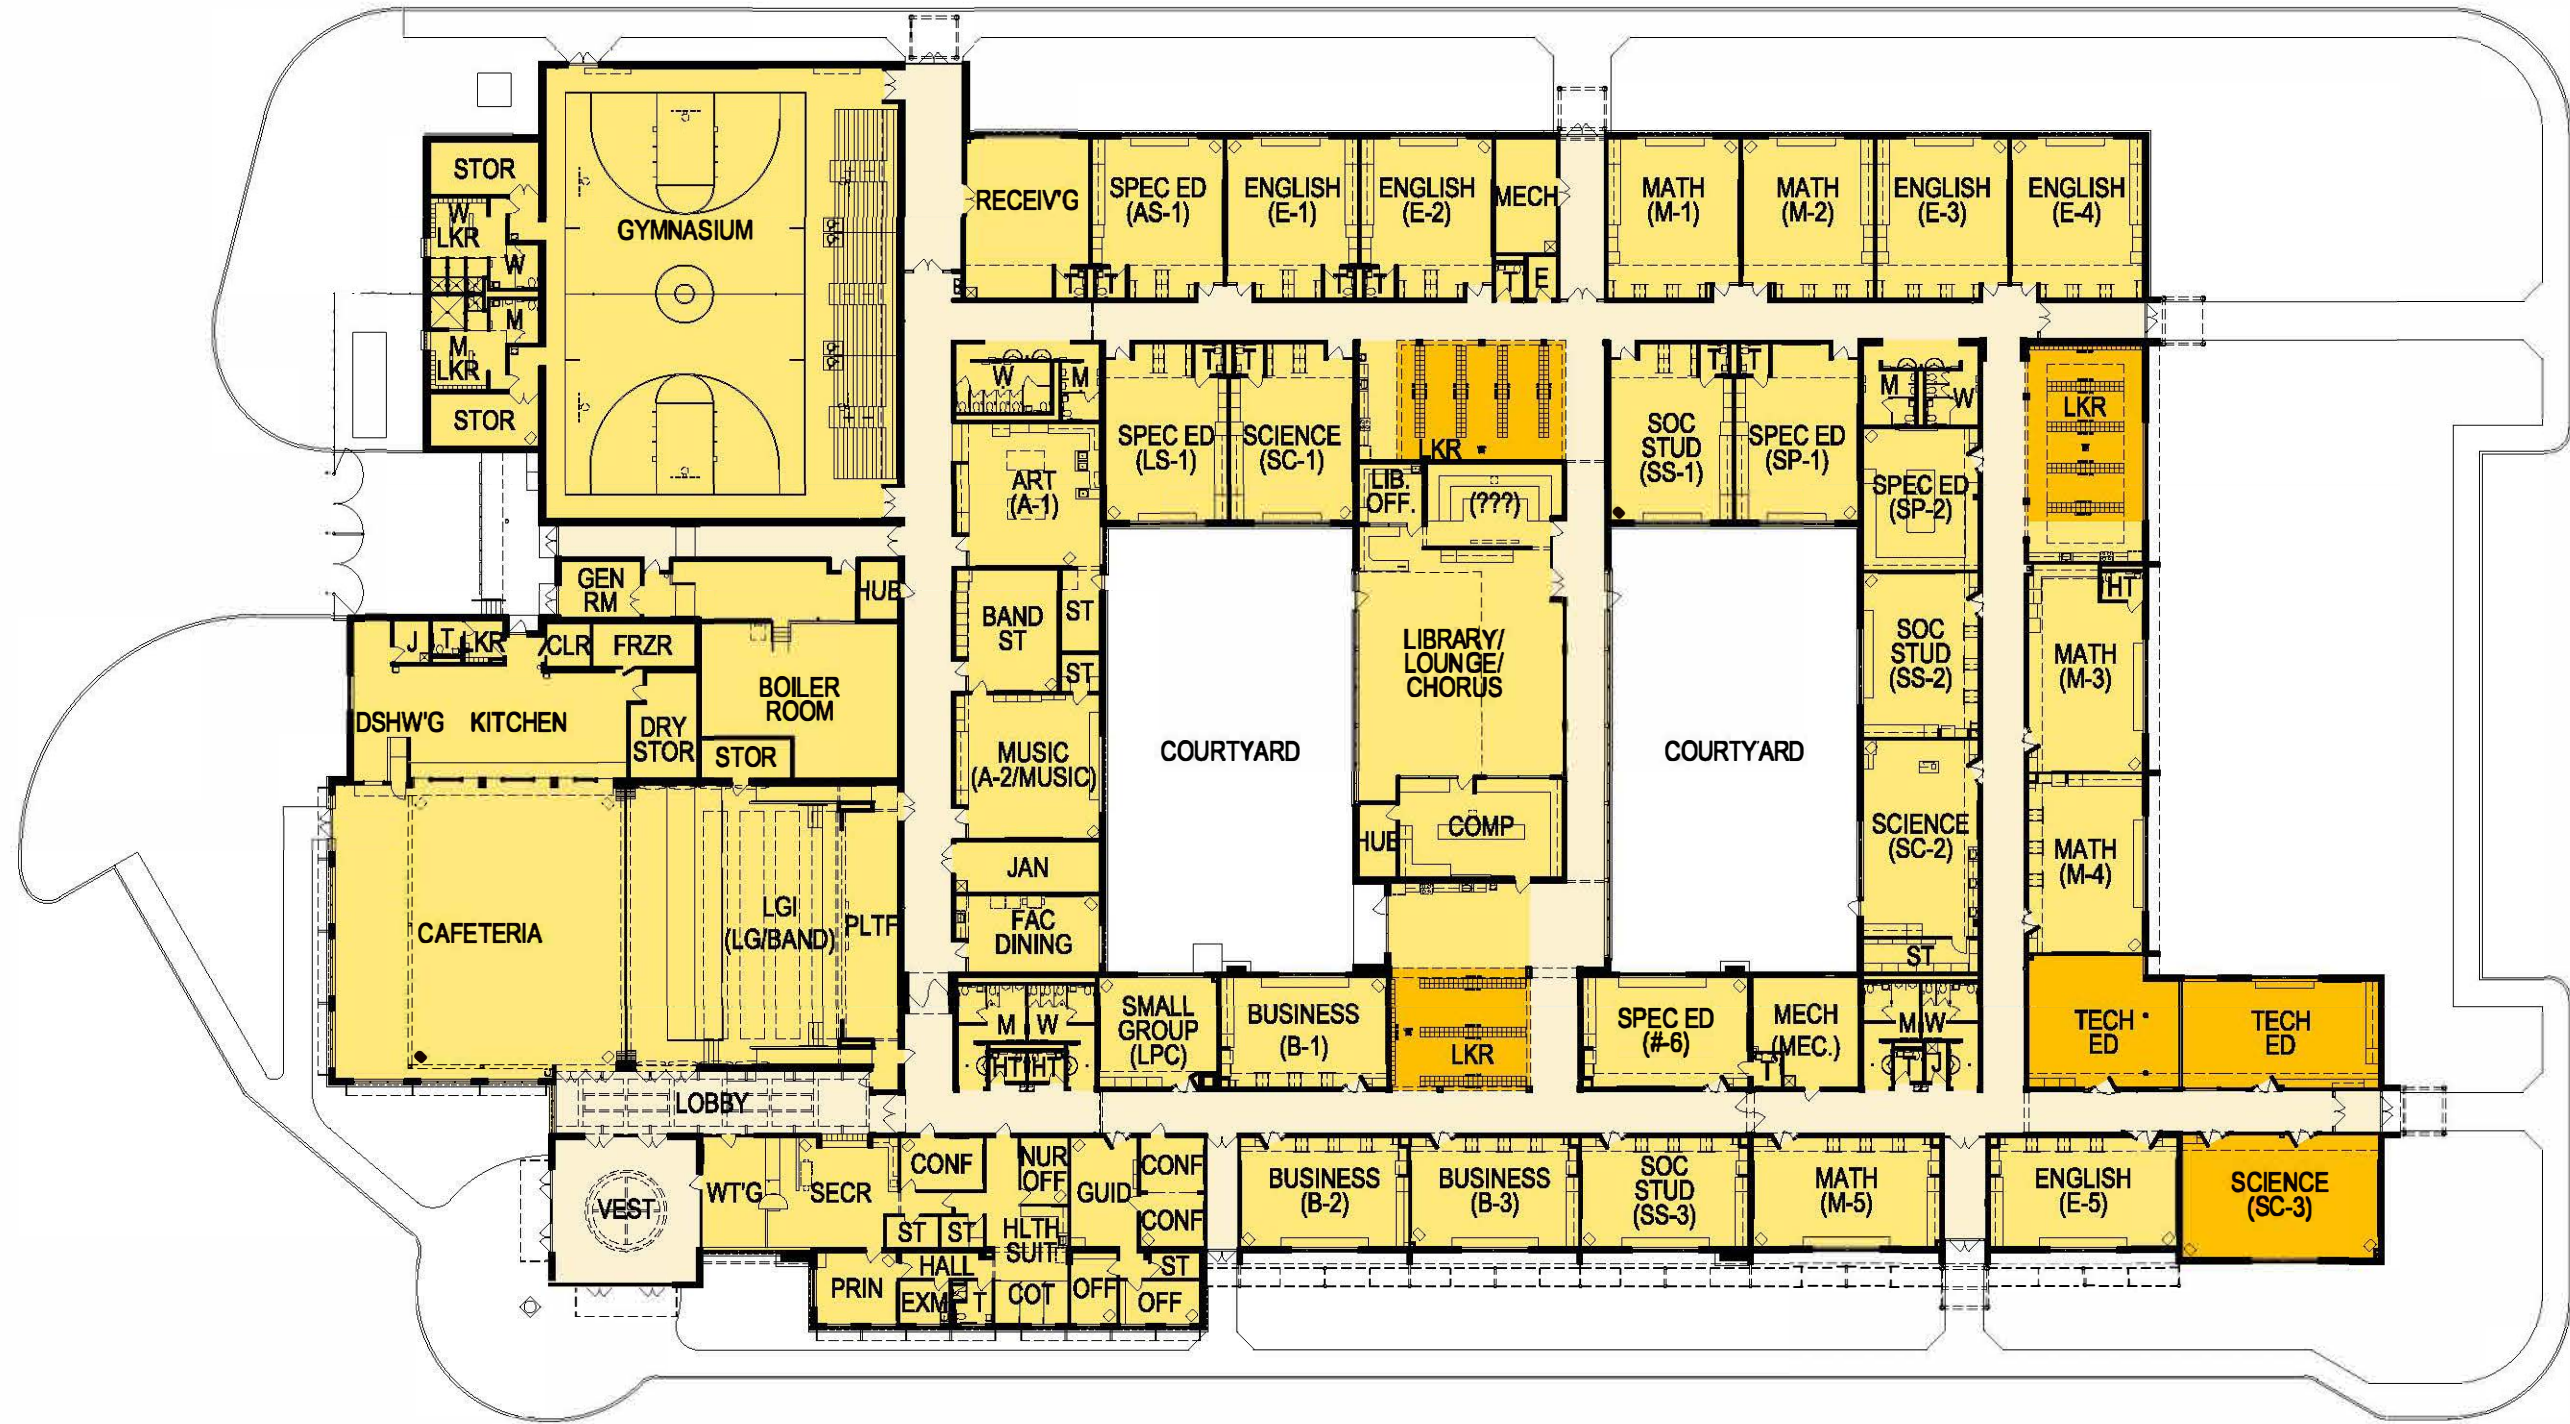 STOR
W
LKR
W
M
M
LKR
STOR
GYMNASIUM
RECEIV'G
T
SPEC ED
(AS-1)
T
ENGLISH
(E-1)
T
ENGLISH
(E-2)
T
MECH
T
E
MATH
(M-1)
MATH
(M-2)
ENGLISH
(E-3)
ENGLISH
(E-4)
W
M
SPEC ED
(LS-1)
T
T
SCIENCE
(SC-1)
LKR
SOC
STUD
(SS-1)
T
T
SPEC ED
(SP-1)
M
W
LKR
ART
(A-1)
LIB.
OFF.
(???)
SPEC ED
(SP-2)
GEN
RM
HUB
BAND
ST
ST
ST
HT
J
T
LKR
CLR
FRZR
BOILER
ROOM
DSHW'G
KITCHEN
DRY
STOR
STOR
MUSIC
(A-2/MUSIC)
COURTYARD
LIBRARY/
LOUNGE/
CHORUS
COURTYARD
SOC
STUD
(SS-2)
MATH
(M-3)
HUB
COMP
SCIENCE
(SC-2)
MATH
(M-4)
JAN
FAC
DINING
CAFETERIA
LGI
(LG/BAND)
PLTF
ST
M
W
HT
HT
SMALL
GROUP
(LPC)
BUSINESS
(B-1)
LKR
SPEC ED
(#-6)
MECH
(MEC.)
T
M
W
T
J
TECH
ED
TECH
ED
LOBBY
VEST
WT'G
SECR
CONF
NUR
OFF
GUID
CONF
CONF
ST
ST
HLTH
SUIT
HALL
PRIN
EXM
T
COT
OFF
ST
OFF
BUSINESS
(B-2)
BUSINESS
(B-3)
SOC
STUD
(SS-3)
MATH
(M-5)
ENGLISH
(E-5)
SCIENCE
(SC-3)